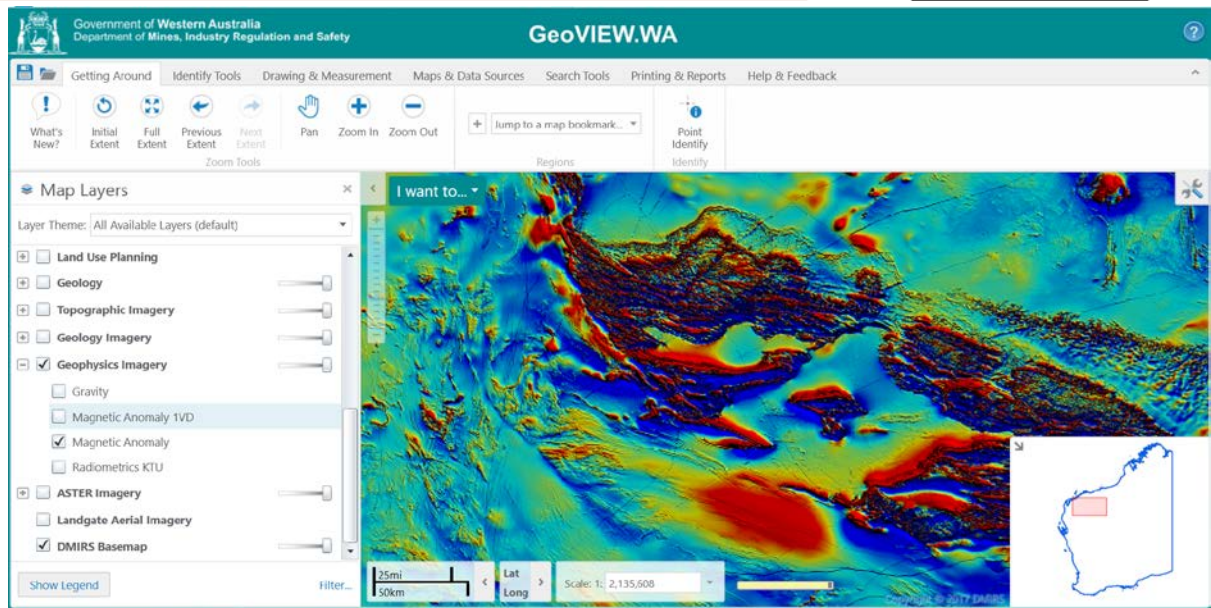 Government of Western Australia
Department of Mines, Industry Regulation and Safety
GeoVIEW.WA
?
Getting Around
Identify Tools
Drawing & Measurement
Maps & Data Sources
Search Tools
Printing & Reports
Help & Feedback
What's New?
Initial Extent
Full Extent
Previous Extent
Next Extent
Pan
Zoom In
Zoom Out
Jump to a map bookmark...
Point Identify
Zoom Tools
Regions
Identify
Map Layers
I want to...
Layer Theme: All Available Layers (default)
Land Use Planning
Geology
Topographic Imagery
Geology Imagery
Geophysics Imagery
Gravity
Magnetic Anomaly 1VD
Magnetic Anomaly
Radiometrics KTU
ASTER Imagery
Landgate Aerial Imagery
DMIRS Basemap
Show Legend
Filter...
25mi
50km
Lat
Long
Scale: 1: 2,135,608
Copyright © 2017 DMIRS